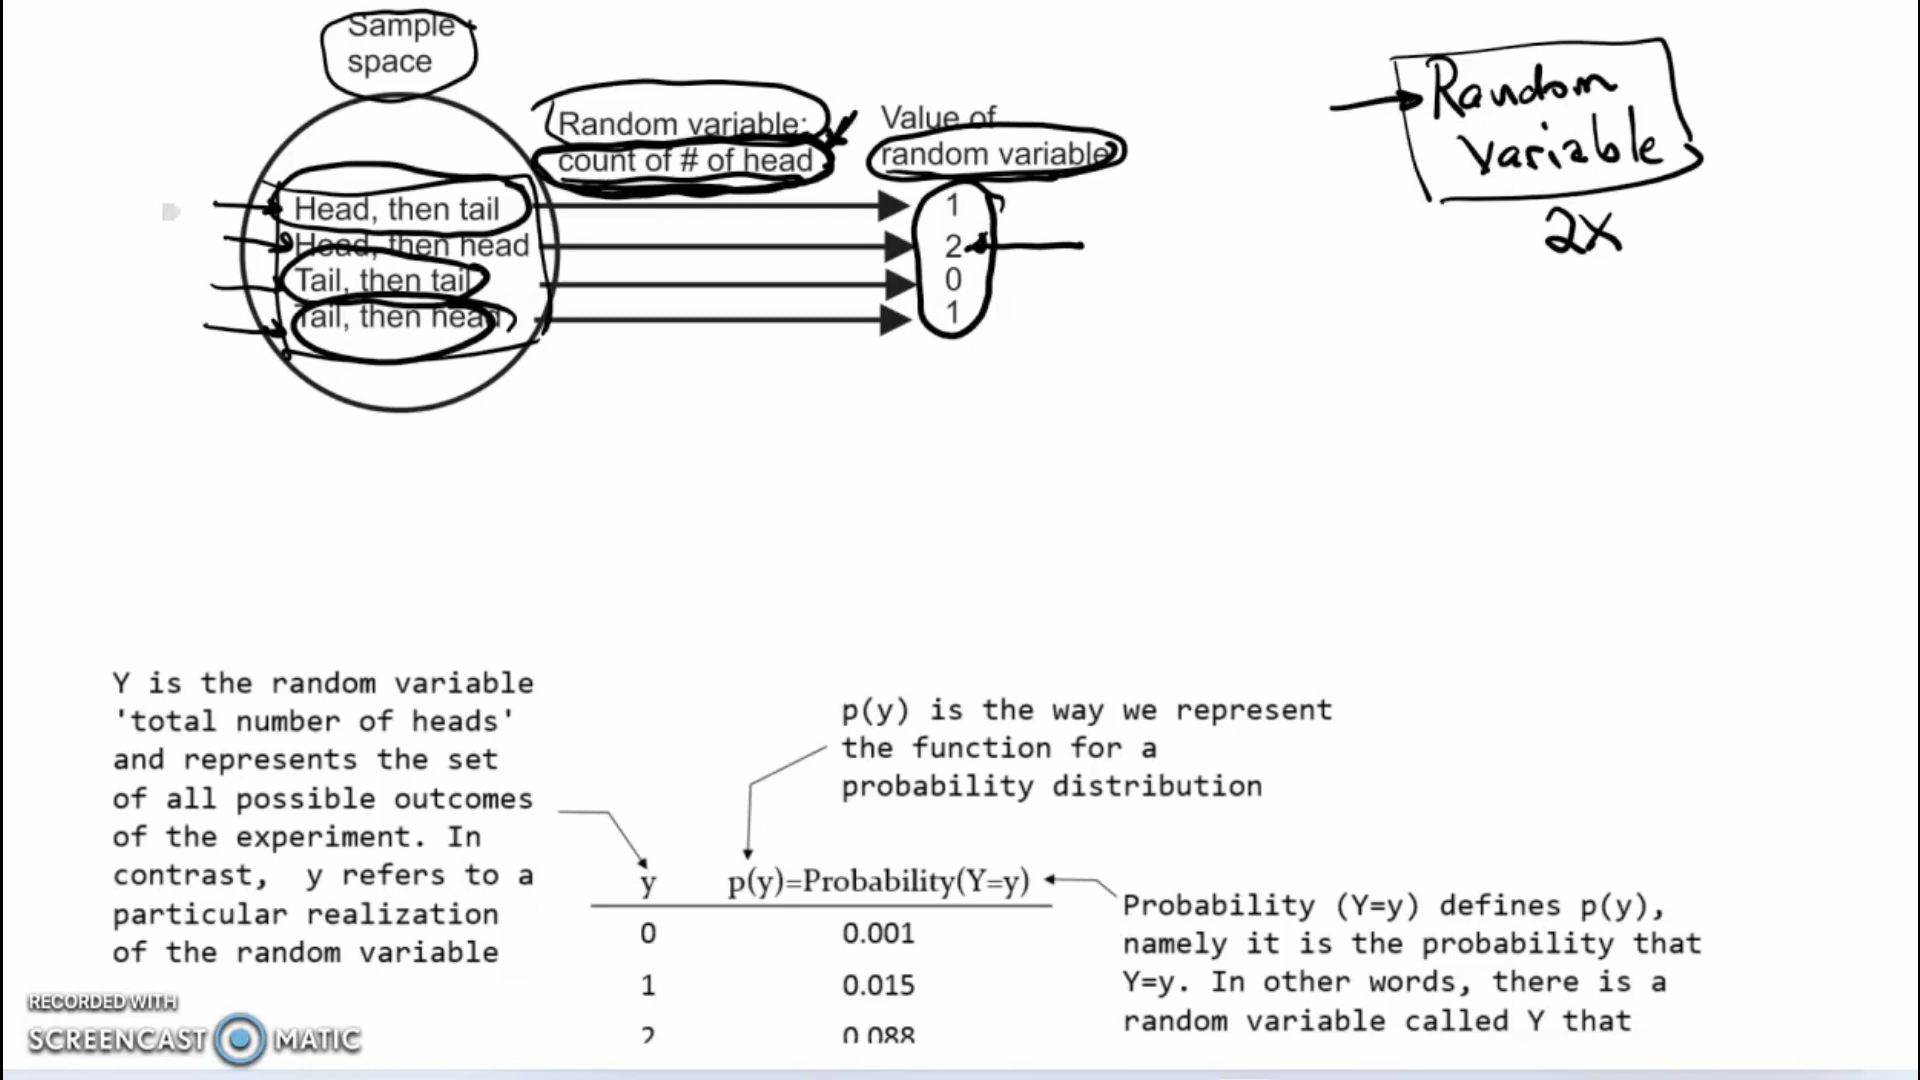 Sample
space
Random variable:
count of # of head
Value of
random variable
Head, then tail
Head, then head
Tail, then tail
Tail, then head
1
2
0
1
Random
Variable
2x
Y is the random variable
'total number of heads'
and represents the set
of all possible outcomes
of the experiment. In
contrast, y refers to a
particular realization
of the random variable
p(y) is the way we represent
the function for a
probability distribution
y p(y)=Probability(Y=y)
0 0.001
1 0.015
2 0.088
Probability (Y=y) defines p(y),
namely it is the probability that
Y=y. In other words, there is a
random variable called Y that
RECORDED WITH
SCREENCAST MATIC